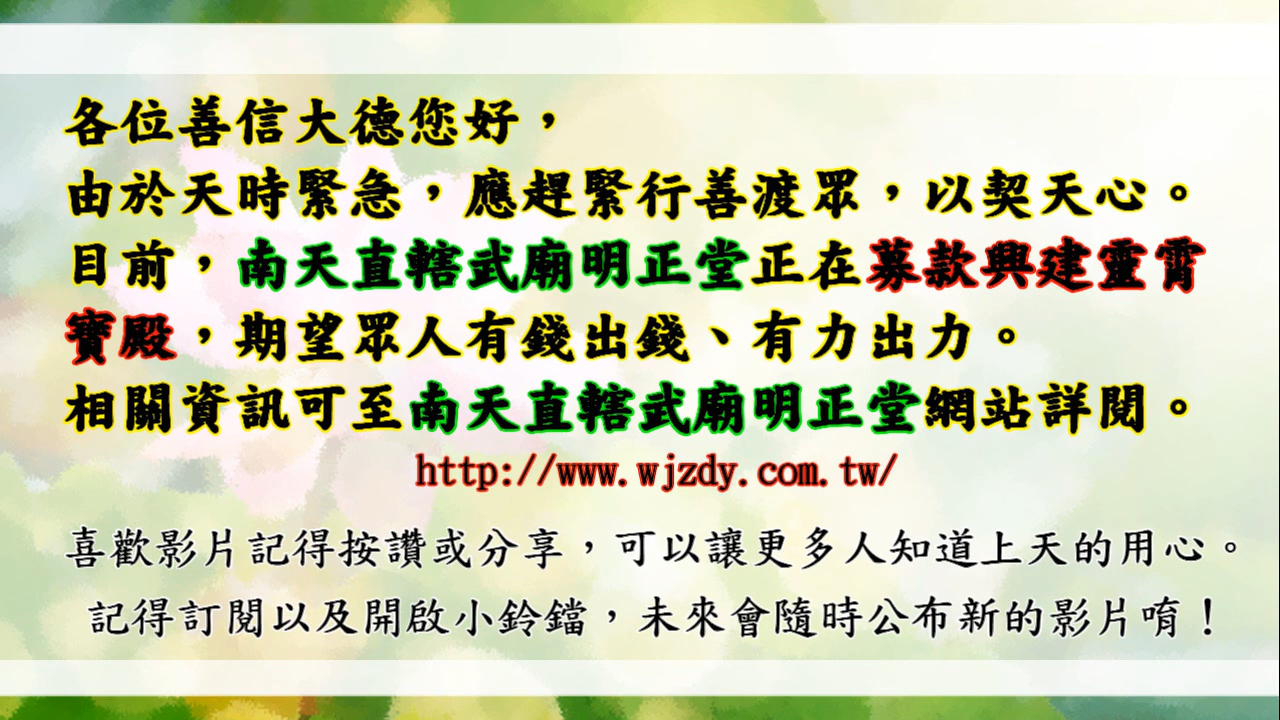 各位善信大德您好，
由於天時緊急，應趕緊行善渡眾，以契天心。
目前，南天直轄武廟明正堂正在募款興建靈霄
寶殿，期望眾人有錢出錢、有力出力。
相關資訊可至南天直轄武廟明正堂網站詳閱。
http://www.wjzdy.com.tw/
喜歡影片記得按讚或分享，可以讓更多人知道上天的用心。
記得訂閱以及開啟小鈴鐺，未來會隨時公布新的影片唷！